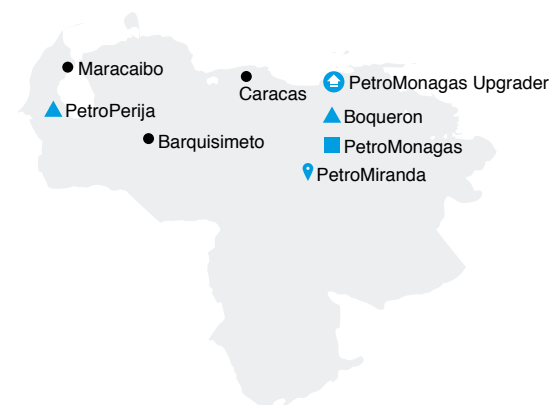 Maracaibo
PetroMonagas Upgrader
Caracas
PetroPerija
Boqueron
Barquisimeto
PetroMonagas
PetroMiranda